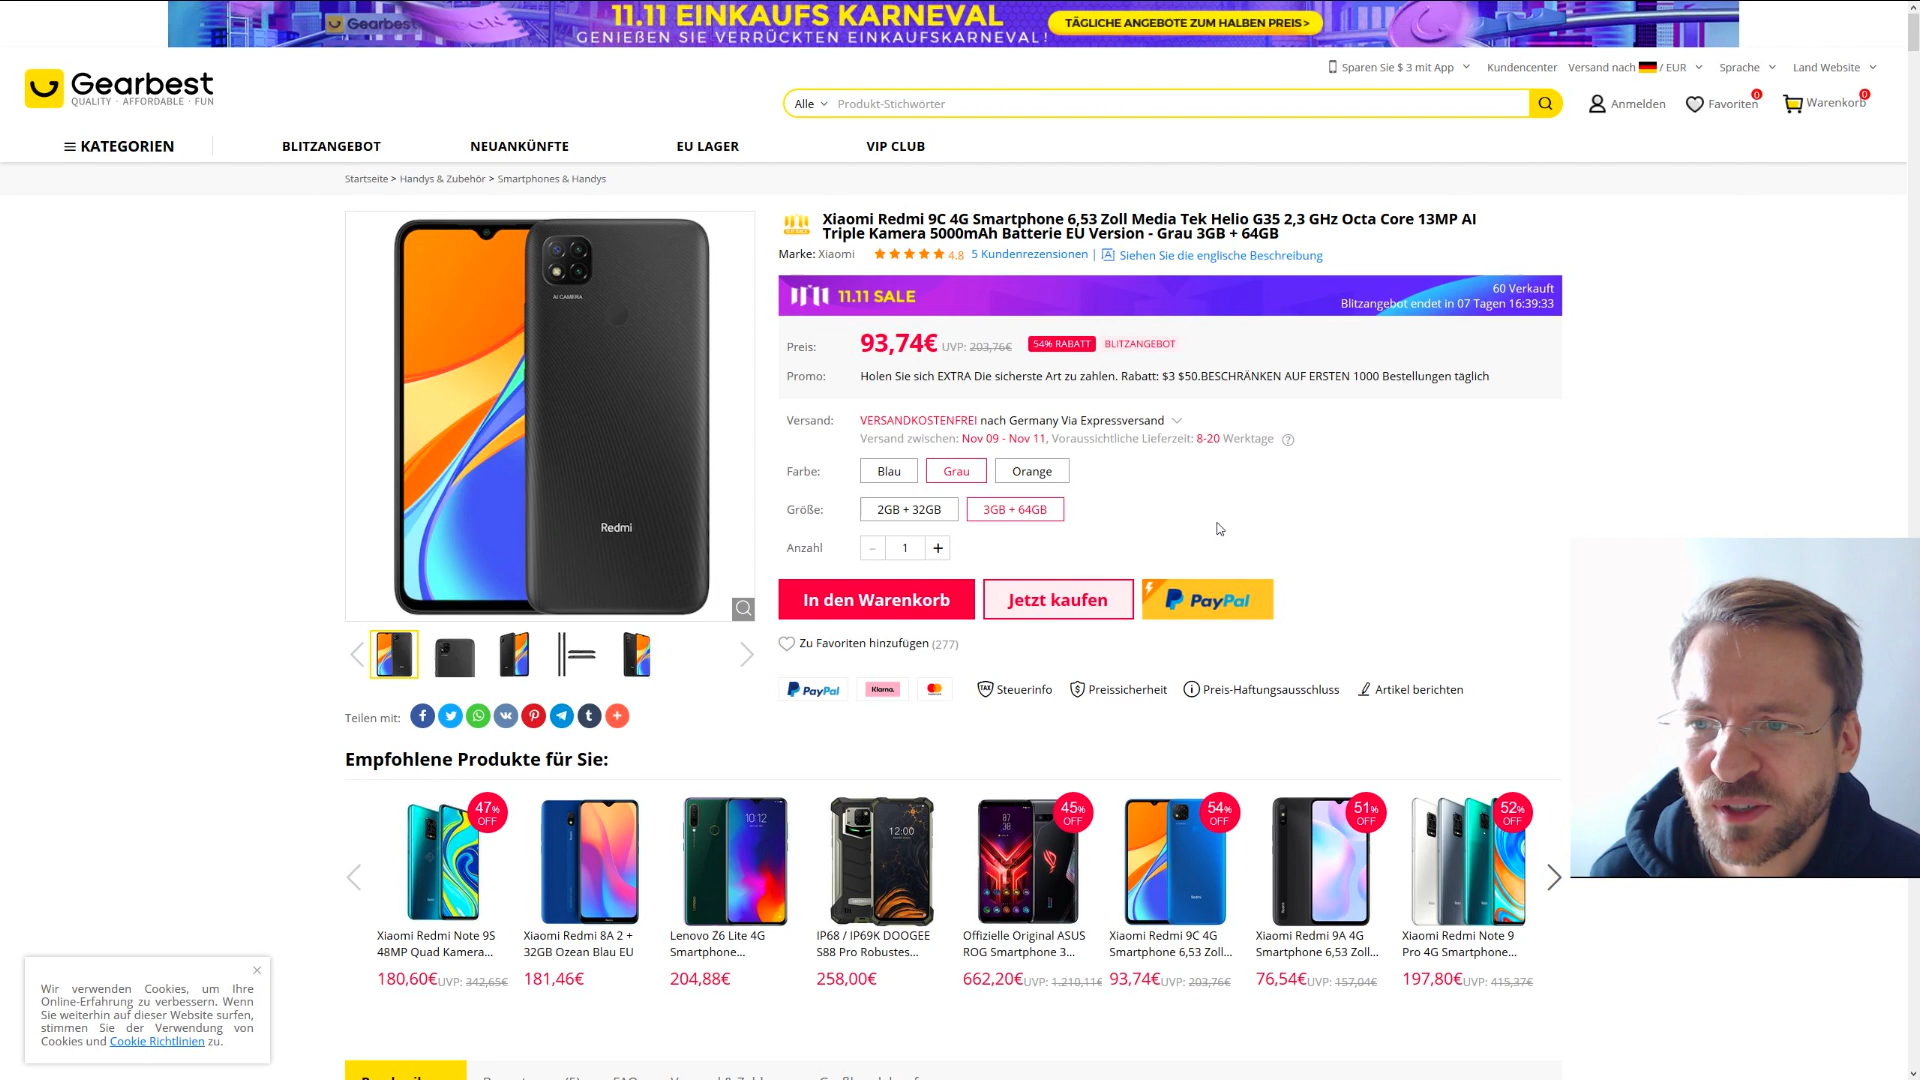 Gearbest
11.11 EINKAUFS KARNEVAL
GENIEßEN SIE VERRÜCKTEN EINKAUFSKARNEVAL!
TÄGLICHE ANGEBOTE ZUM HALBEN PREIS>
Gearbest
QUALITY · AFFORDABLE · FUN
Sparen Sie $ 3 mit App
Kundencenter
Versand nach / EUR
Sprache
Land Website
Alle
Produkt-Stichwörter
Anmelden
Favoriten 0
Warenkorb 0
KATEGORIEN
BLITZANGEBOT
NEUANKÜNFTE
EU LAGER
VIP CLUB
Startseite > Handys & Zubehör > Smartphones & Handys
AI CAMERA
Redmi
Xiaomi Redmi 9C 4G Smartphone 6,53 Zoll Media Tek Helio G35 2,3 GHz Octa Core 13MP AI
Triple Kamera 5000mAh Batterie EU Version - Grau 3GB + 64GB
Marke: Xiaomi 4.8 5 Kundenrezensionen | Siehen Sie die englische Beschreibung
11.11 SALE
60 Verkauft
Blitzangebot endet in 07 Tagen 16:39:33
Preis: 93,74€ UVP: 203,76€ 54% RABATT BLITZANGEBOT
Promo: Holen Sie sich EXTRA Die sicherste Art zu zahlen. Rabatt: $3 $50.BESCHRÄNKEN AUF ERSTEN 1000 Bestellungen täglich
Versand: VERSANDKOSTENFREI nach Germany Via Expressversand
Versand zwischen: Nov 09 - Nov 11, Voraussichtliche Lieferzeit: 8-20 Werktage ?
Farbe: Blau Grau Orange
Größe: 2GB + 32GB 3GB + 64GB
Anzahl − 1 +
In den Warenkorb
Jetzt kaufen
PayPal
Zu Favoriten hinzufügen (277)
PayPal
Klarna.
TAX Steuerinfo
Preissicherheit
Preis-Haftungsausschluss
Artikel berichten
Teilen mit:
Empfohlene Produkte für Sie:
47% OFF
45% OFF
54% OFF
51% OFF
52% OFF
Xiaomi Redmi Note 9S
48MP Quad Kamera...
180,60€ UVP: 342,65€
Xiaomi Redmi 8A 2 +
32GB Ozean Blau EU
181,46€
Lenovo Z6 Lite 4G
Smartphone...
204,88€
IP68 / IP69K DOOGEE
S88 Pro Robustes...
258,00€
Offizielle Original ASUS
ROG Smartphone 3...
662,20€ UVP: 1.210,11€
Xiaomi Redmi 9C 4G
Smartphone 6,53 Zoll...
93,74€ UVP: 203,76€
Xiaomi Redmi 9A 4G
Smartphone 6,53 Zoll...
76,54€ UVP: 157,04€
Xiaomi Redmi Note 9
Pro 4G Smartphone...
197,80€ UVP: 415,37€
Wir verwenden Cookies, um Ihre
Online-Erfahrung zu verbessern. Wenn
Sie weiterhin auf dieser Website surfen,
stimmen Sie der Verwendung von
Cookies und Cookie Richtlinien zu.